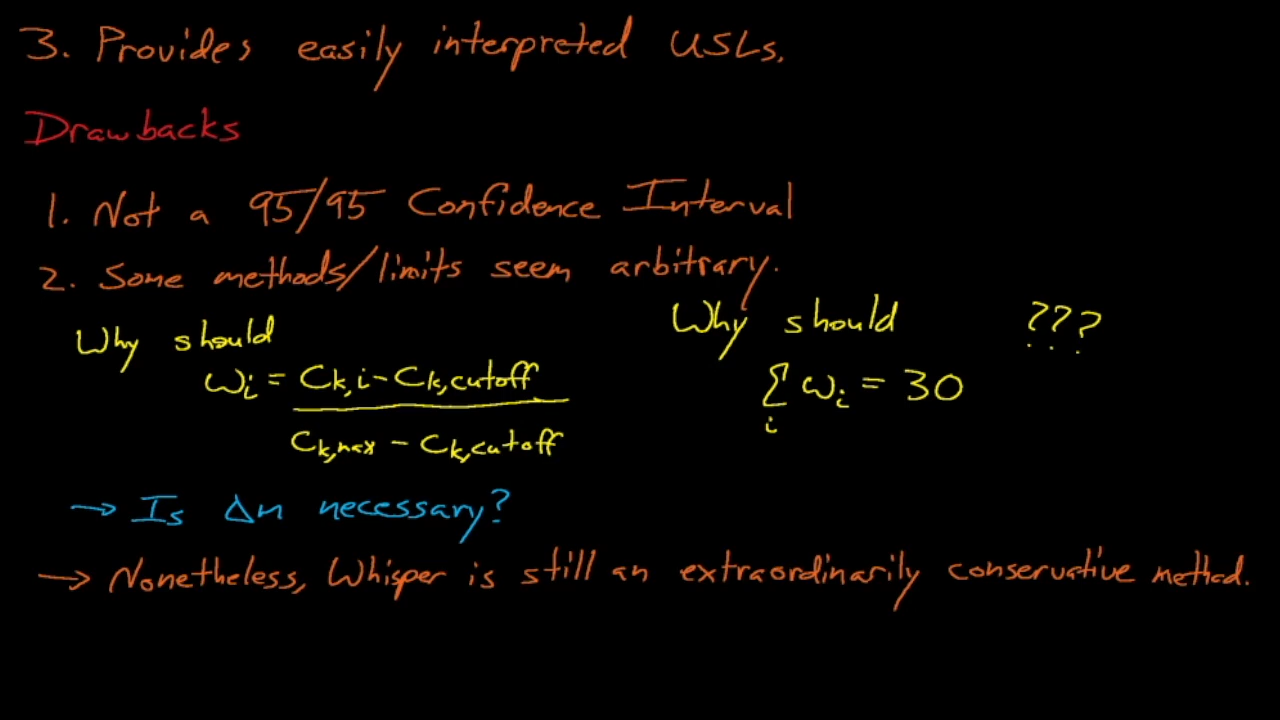 3. Provides easily interpreted USLs.
Drawbacks
1. Not a 95/95 Confidence Interval
2. Some methods/limits seem arbitrary.
Why should
ωi = Ck,i - Ck,cutoff
Ck,max - Ck,cutoff
Why should ???
Σ ωi = 30
i
→ Is Δn necessary?
→ Nonetheless, Whisper is still an extraordinarily conservative method.